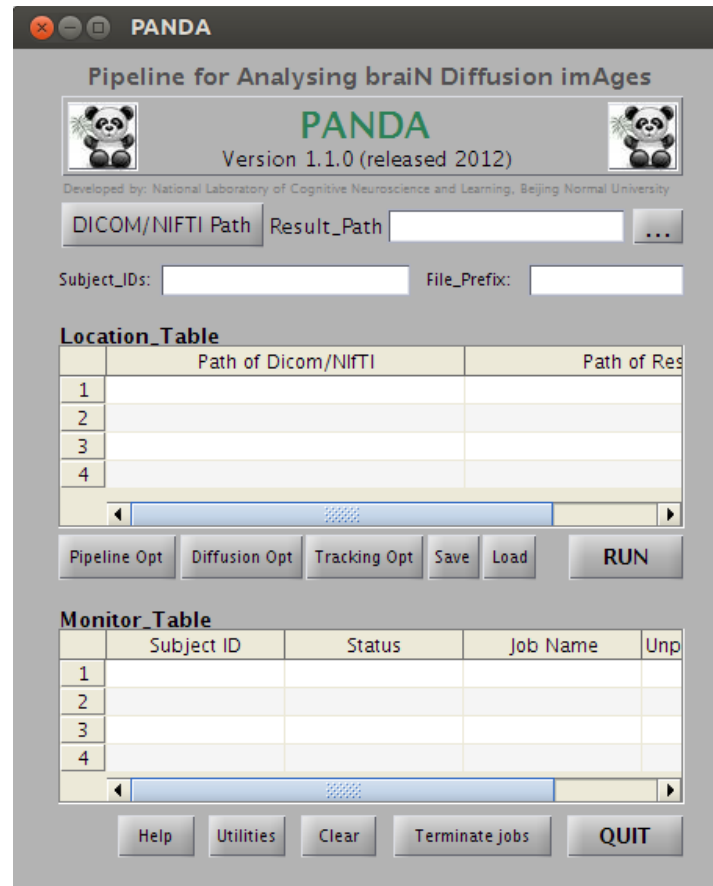 PANDA
Pipeline for Analysing braiN Diffusion imAges
PANDA
Version 1.1.0 (released 2012)
Developed by: National Laboratory of Cognitive Neuroscience and Learning, Beijing Normal University
DICOM/NIFTI Path Result_Path ...
Subject_IDs: File_Prefix:
Location_Table
Path of Dicom/NIfTI Path of Res
1
2
3
4
Pipeline Opt Diffusion Opt Tracking Opt Save Load RUN
Monitor_Table
Subject ID Status Job Name Unp
1
2
3
4
Help Utilities Clear Terminate jobs QUIT